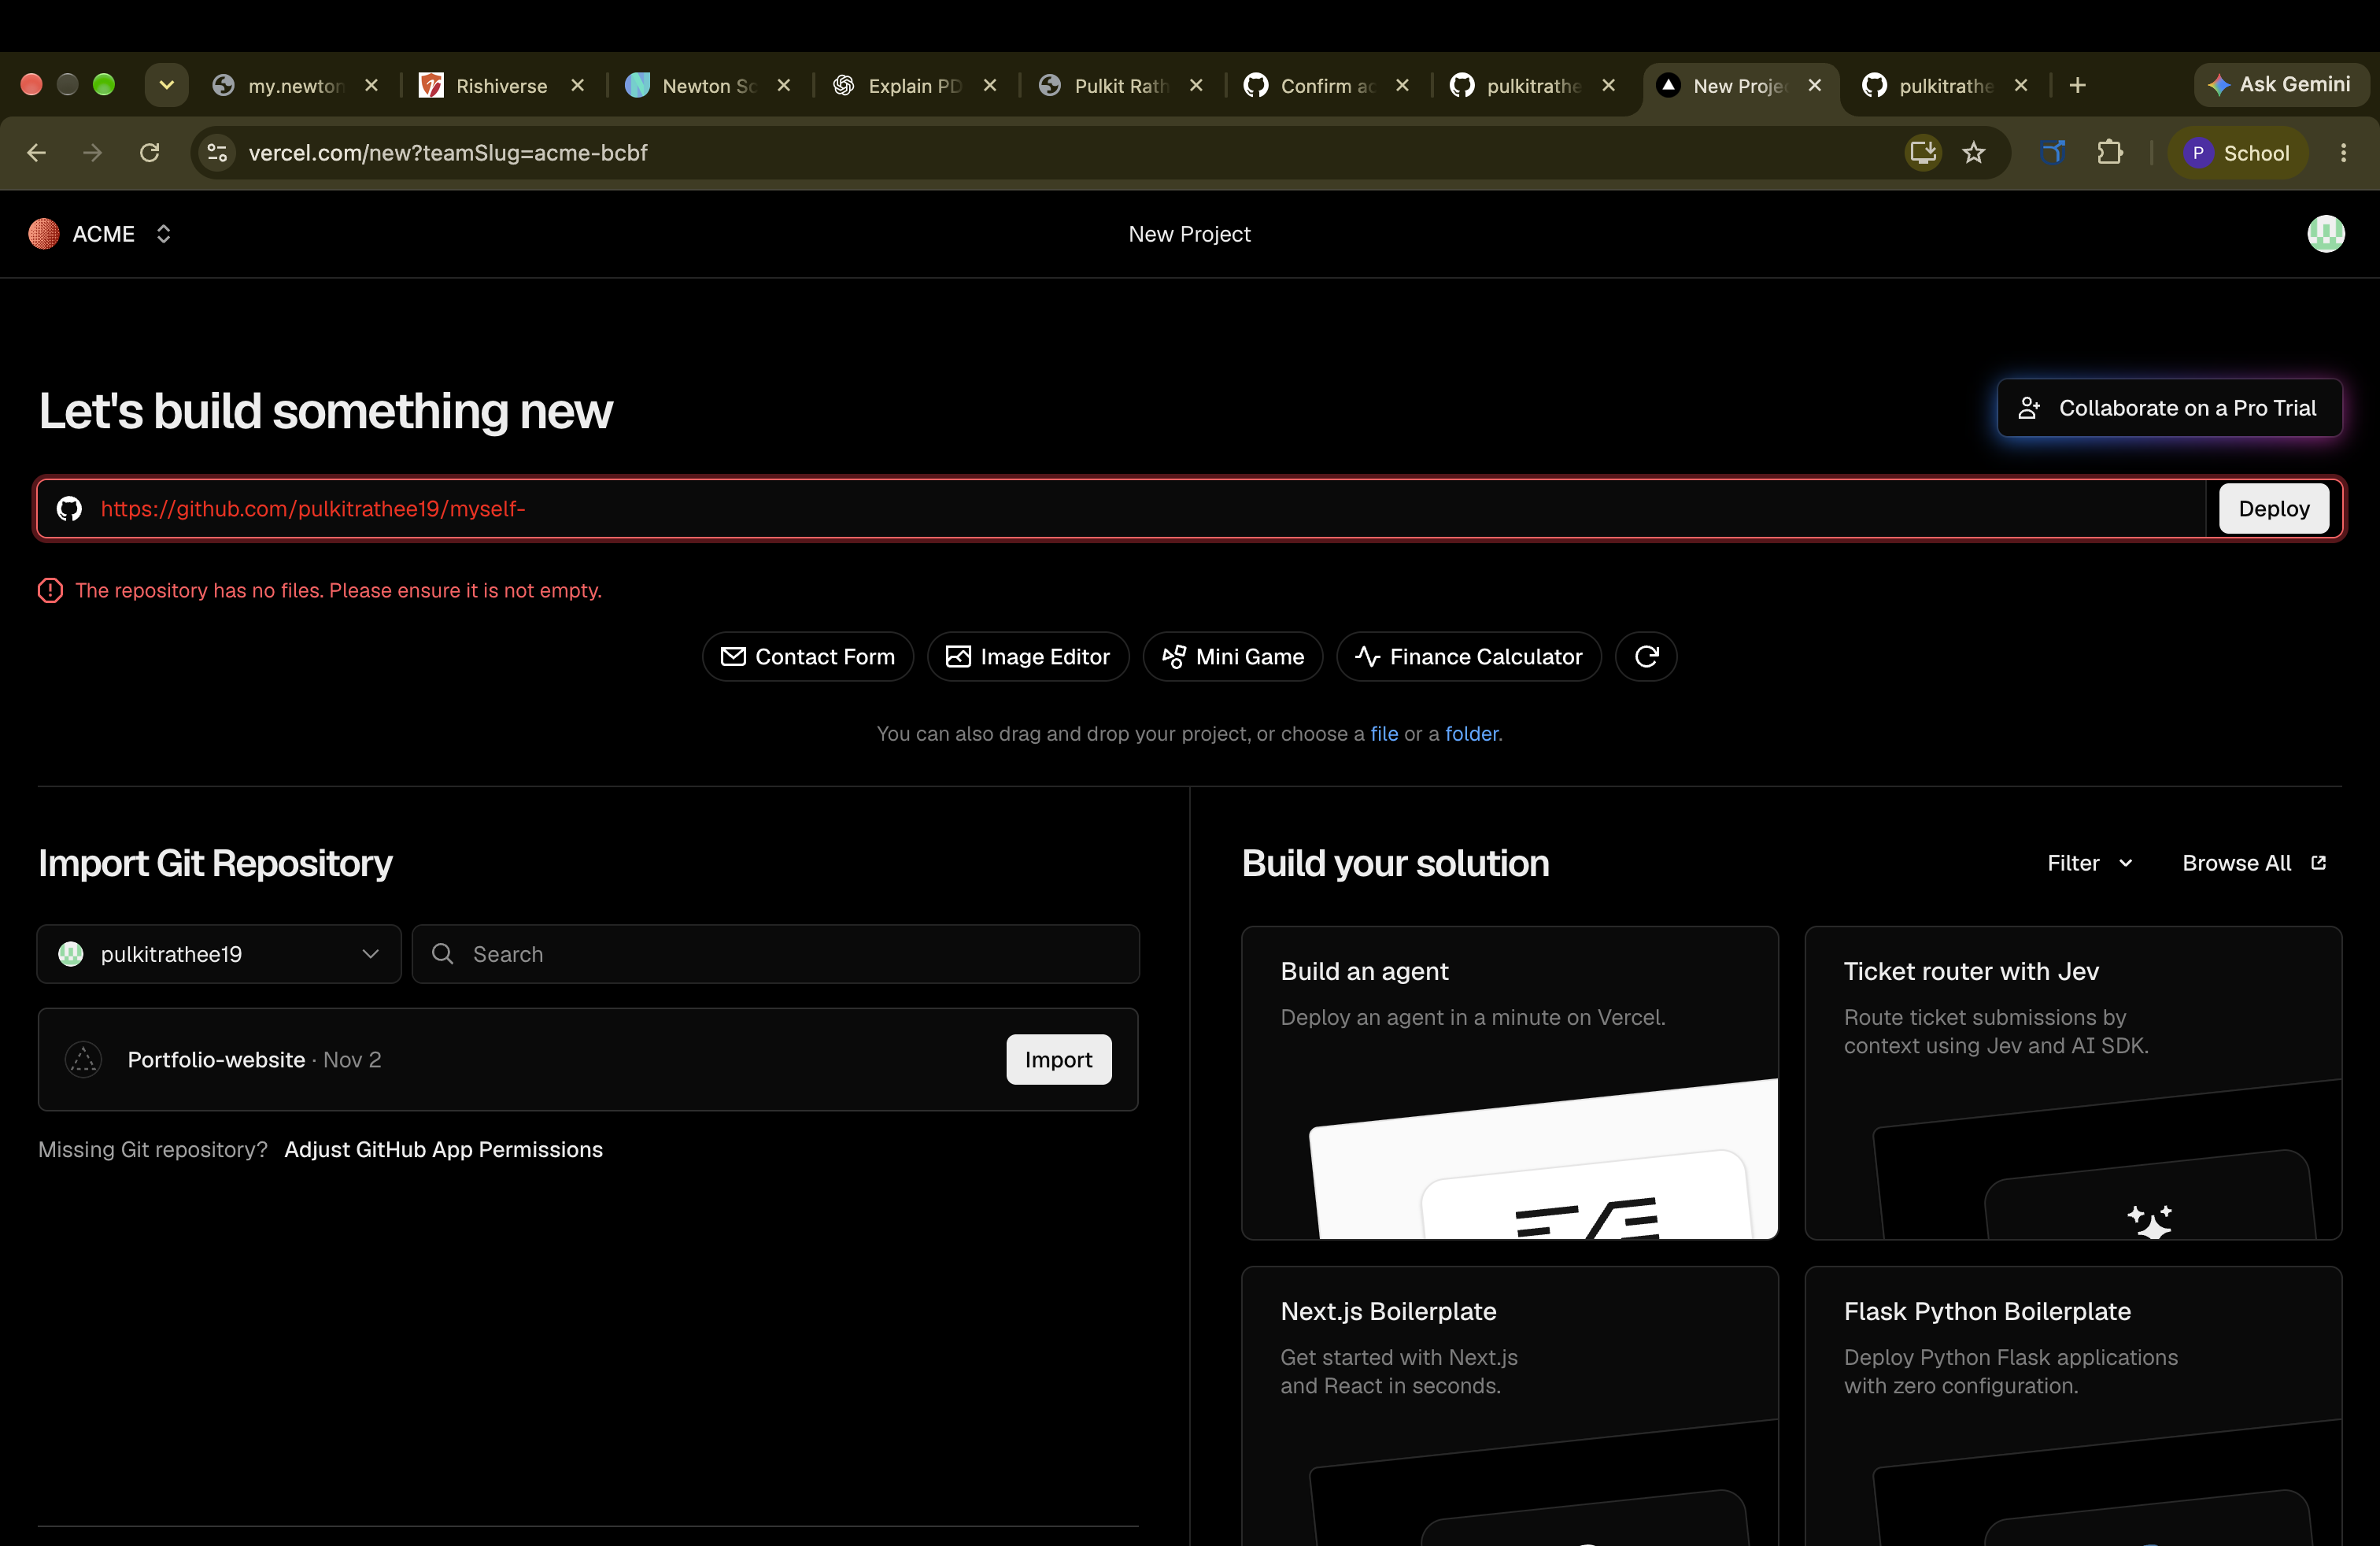 my.newton
Rishiverse
Newton Sc
Explain PD
Pulkit Rath
Confirm ac
pulkitrathe
New Projec
pulkitrathe
Ask Gemini
vercel.com/new?teamSlug=acme-bcbf
P
School
ACME
New Project
Let's build something new
Collaborate on a Pro Trial
https://github.com/pulkitrathee19/myself-
Deploy
The repository has no files. Please ensure it is not empty.
Contact Form
Image Editor
Mini Game
Finance Calculator
You can also drag and drop your project, or choose a file or a folder.
Import Git Repository
pulkitrathee19
Search
Portfolio-website · Nov 2
Import
Missing Git repository? Adjust GitHub App Permissions
Build your solution
Filter
Browse All
Build an agent
Deploy an agent in a minute on Vercel.
Ticket router with Jev
Route ticket submissions by
context using Jev and AI SDK.
Next.js Boilerplate
Get started with Next.js
and React in seconds.
Flask Python Boilerplate
Deploy Python Flask applications
with zero configuration.